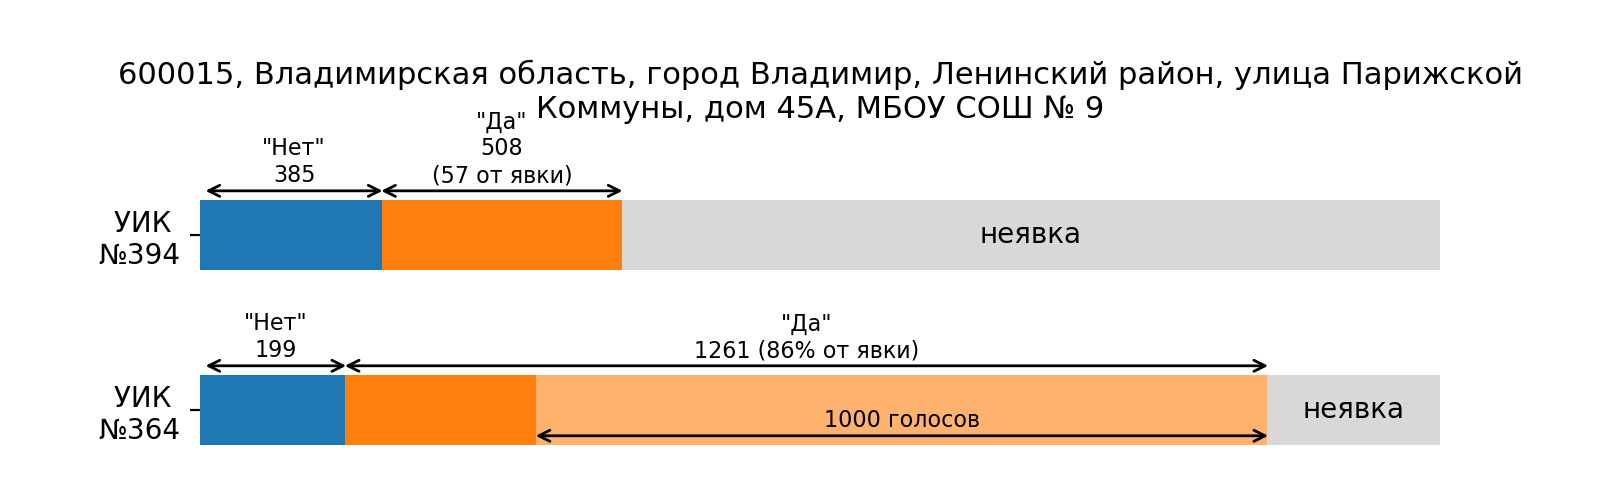 600015, Владимирская область, город Владимир, Ленинский район, улица Парижской
Коммуны, дом 45А, МБОУ СОШ № 9
"Нет"
385
"Да"
508
(57 от явки)
УИК
№394
неявка
"Нет"
199
"Да"
1261 (86% от явки)
УИК
№364
1000 голосов
неявка